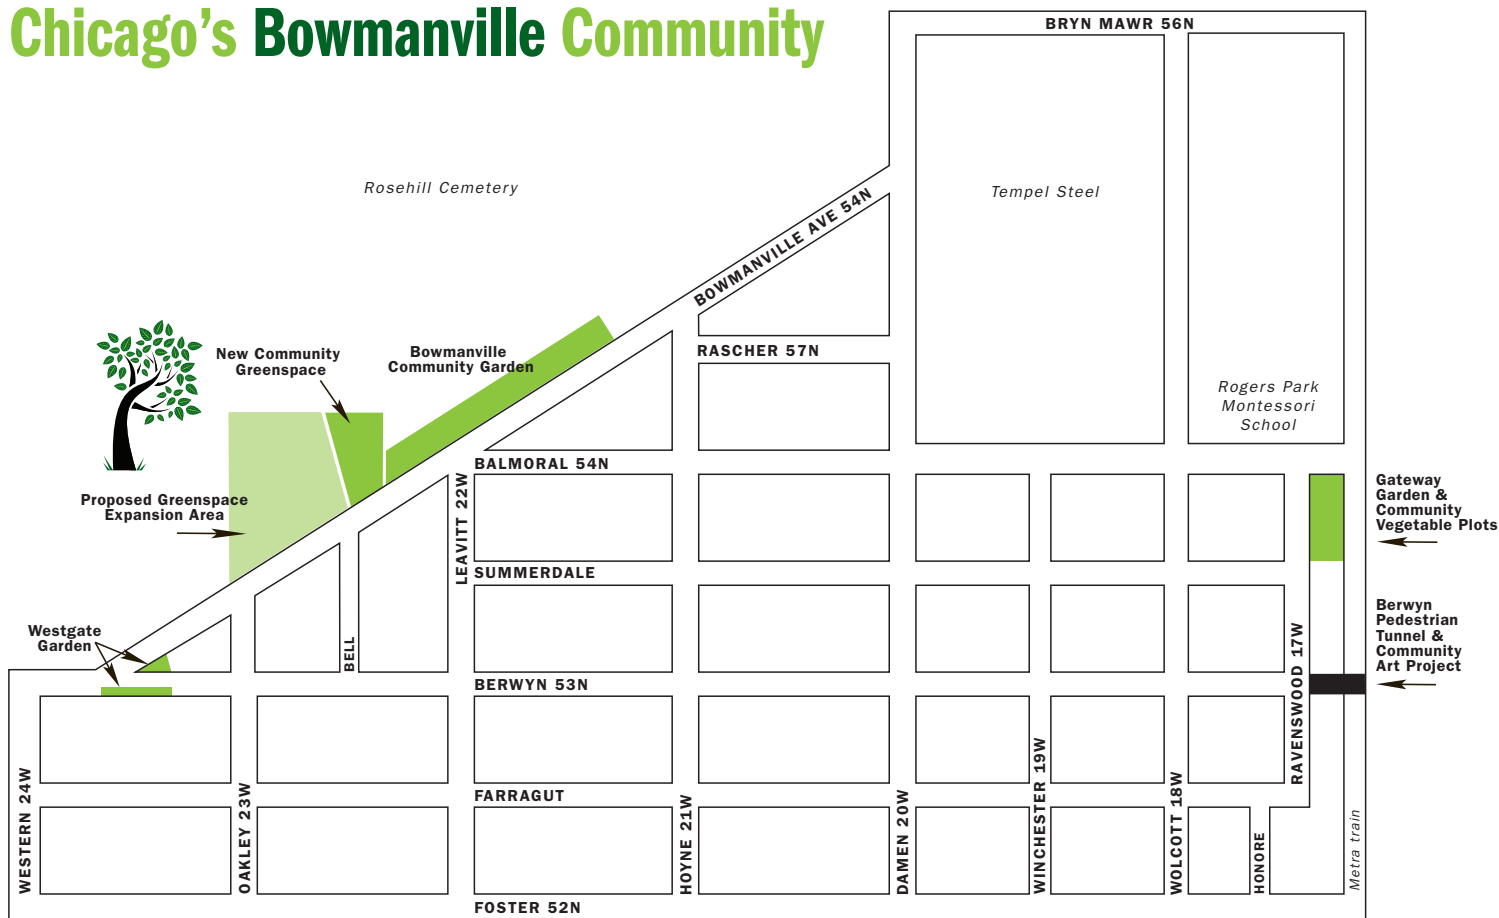 Chicago's Bowmanville Community
BRYN MAWR 56N
Rosehill Cemetery
Tempel Steel
BOWMANVILLE AVE 54N
New Community
Greenspace
Bowmanville
Community Garden
RASCHER 57N
Rogers Park
Montessori
School
BALMORAL 54N
Proposed Greenspace
Expansion Area
LEAVITT 22W
Gateway
Garden &
Community
Vegetable Plots
SUMMERDALE
Westgate
Garden
BELL
BERWYN 53N
RAVENSWOOD 17W
Berwyn
Pedestrian
Tunnel &
Community
Art Project
WESTERN 24W
OAKLEY 23W
FARRAGUT
HOYNE 21W
DAMEN 20W
WINCHESTER 19W
WOLCOTT 18W
HONORE
Metra train
FOSTER 52N